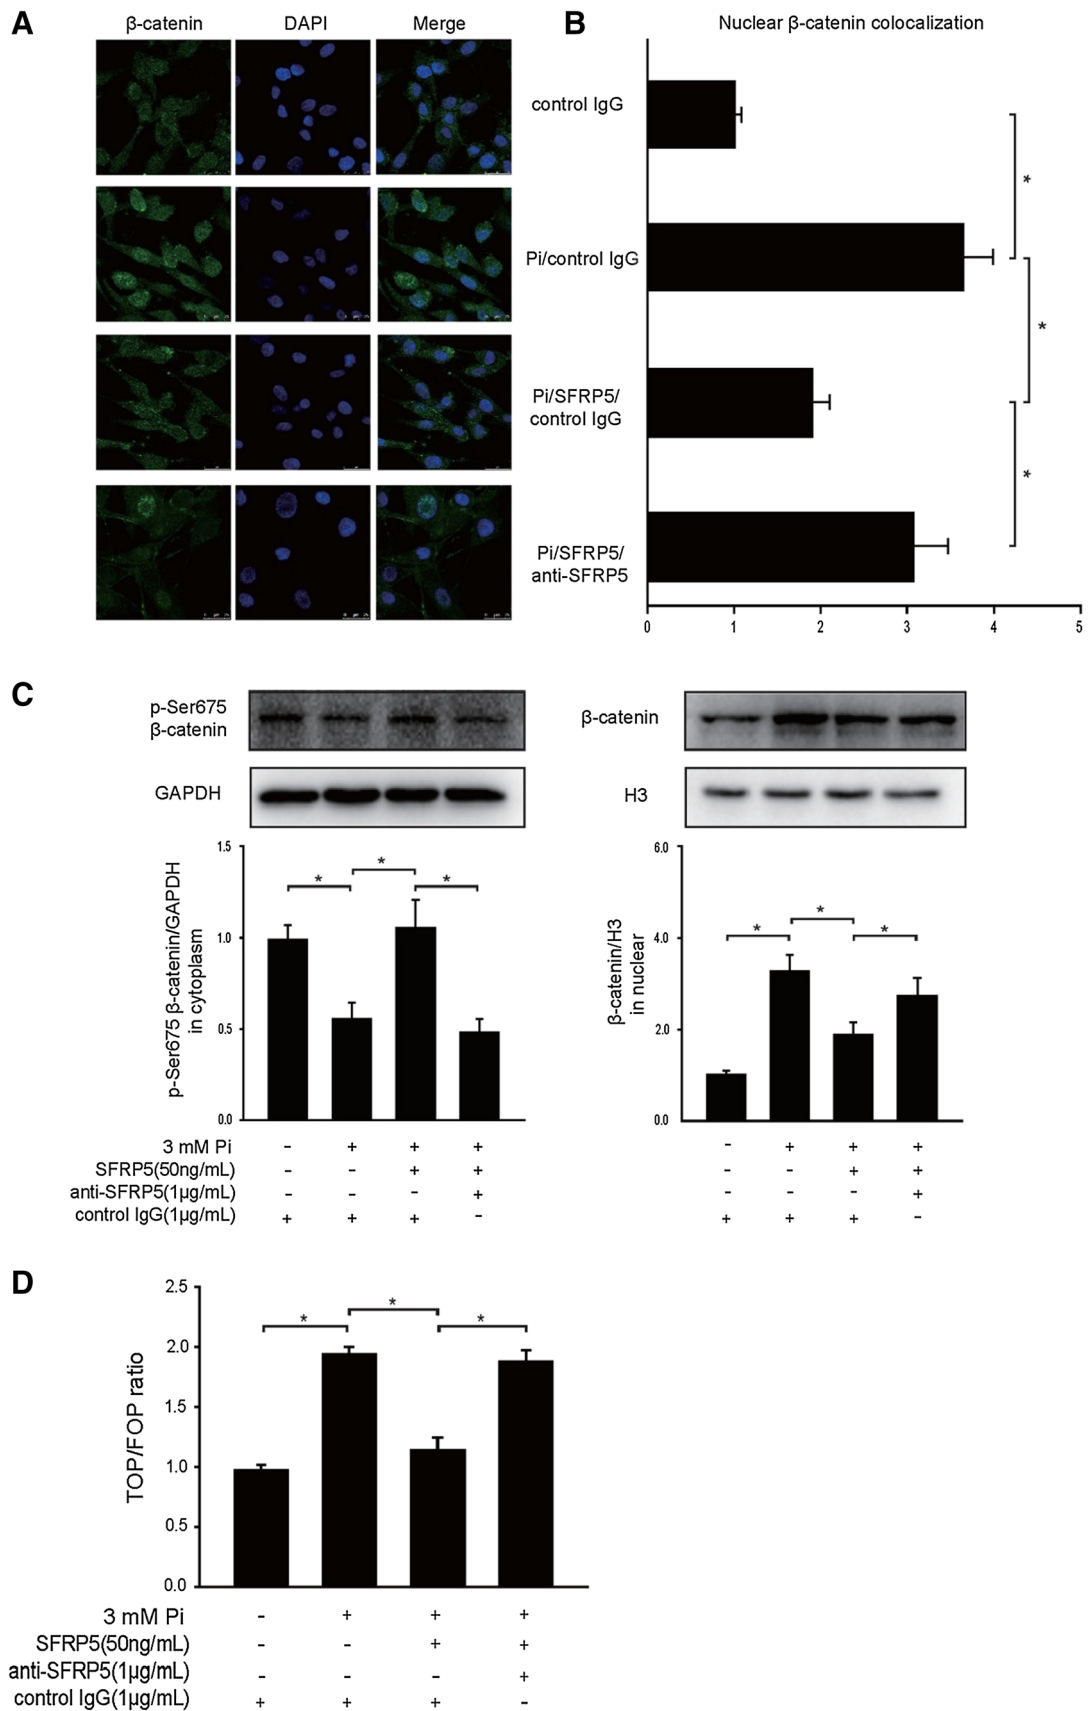 A
β-catenin
DAPI
Merge
B
Nuclear β-catenin colocalization
control IgG
*
Pi/control IgG
*
Pi/SFRP5/
control IgG
*
Pi/SFRP5/
anti-SFRP5
0 1 2 3 4 5
C
p-Ser675
β-catenin
GAPDH
p-Ser675 β-catenin/GAPDH
in cytoplasm
1.5
1.0
0.5
0.0
* * *
3 mM Pi - + + +
SFRP5(50ng/mL) - - + +
anti-SFRP5(1μg/mL) - - - +
control IgG(1μg/mL) + + + -
β-catenin
H3
β-catenin/H3
in nuclear
6.0
4.0
2.0
0.0
* * *
- + + +
- - + +
- - - +
+ + + -
D
TOP/FOP ratio
2.5
2.0
1.5
1.0
0.5
0.0
* * *
3 mM Pi - + + +
SFRP5(50ng/mL) - - + +
anti-SFRP5(1μg/mL) - - - +
control IgG(1μg/mL) + + + -